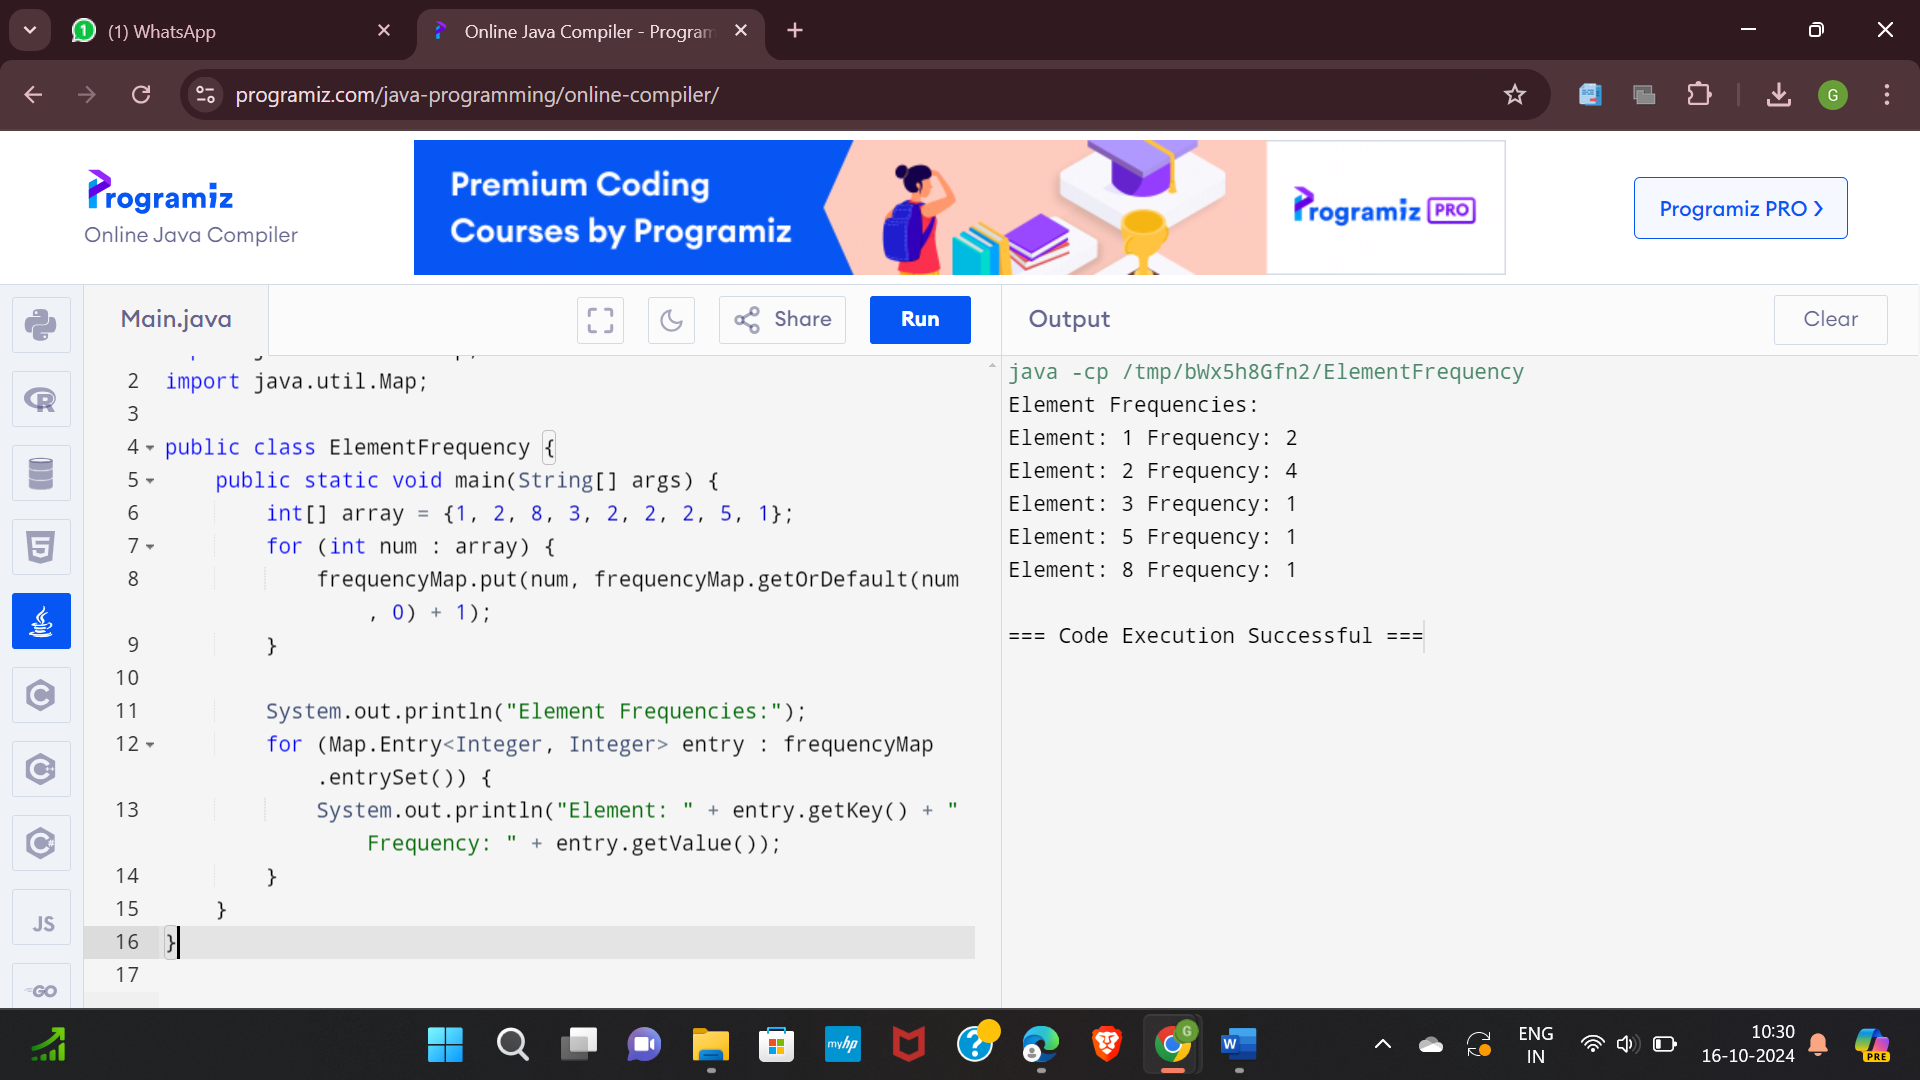 (1) WhatsApp
Online Java Compiler - Program
programiz.com/java-programming/online-compiler/
G
Programiz
Online Java Compiler
Premium Coding
Courses by Programiz
Programiz PRO
Programiz PRO
Main.java
Share
Run
Output
Clear
2 import java.util.Map;
3
4 public class ElementFrequency {
5 public static void main(String[] args) {
6 int[] array = {1, 2, 8, 3, 2, 2, 2, 5, 1};
7 for (int num : array) {
8 frequencyMap.put(num, frequencyMap.getOrDefault(num
, 0) + 1);
9 }
10
11 System.out.println("Element Frequencies:");
12 for (Map.Entry<Integer, Integer> entry : frequencyMap
.entrySet()) {
13 System.out.println("Element: " + entry.getKey() + "
Frequency: " + entry.getValue());
14 }
15 }
16 }
17
java -cp /tmp/bWx5h8Gfn2/ElementFrequency
Element Frequencies:
Element: 1 Frequency: 2
Element: 2 Frequency: 4
Element: 3 Frequency: 1
Element: 5 Frequency: 1
Element: 8 Frequency: 1
=== Code Execution Successful ===
JS
GO
myhp
G
W
ENG
IN
10:30
16-10-2024
PRE